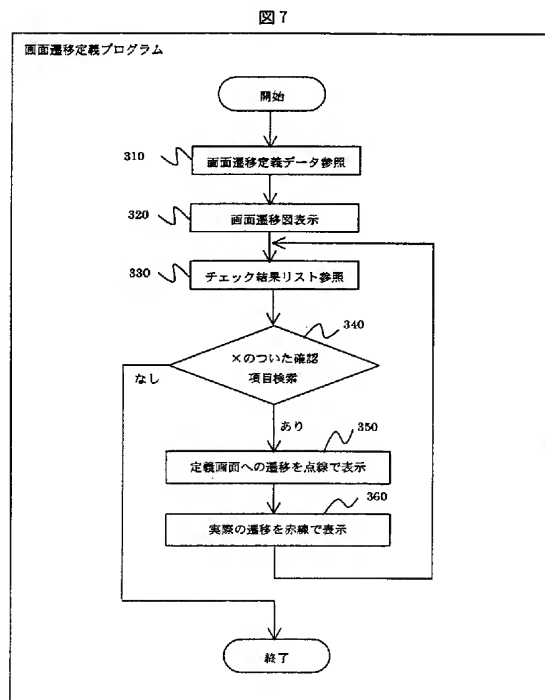 図7
画面遷移定義プログラム
開始
310
画面遷移定義データ参照
320
画面遷移図表示
330
チェック結果リスト参照
340
×のついた確認
項目検索
なし
あり
350
定義画面への遷移を点線で表示
360
実際の遷移を赤線で表示
終了